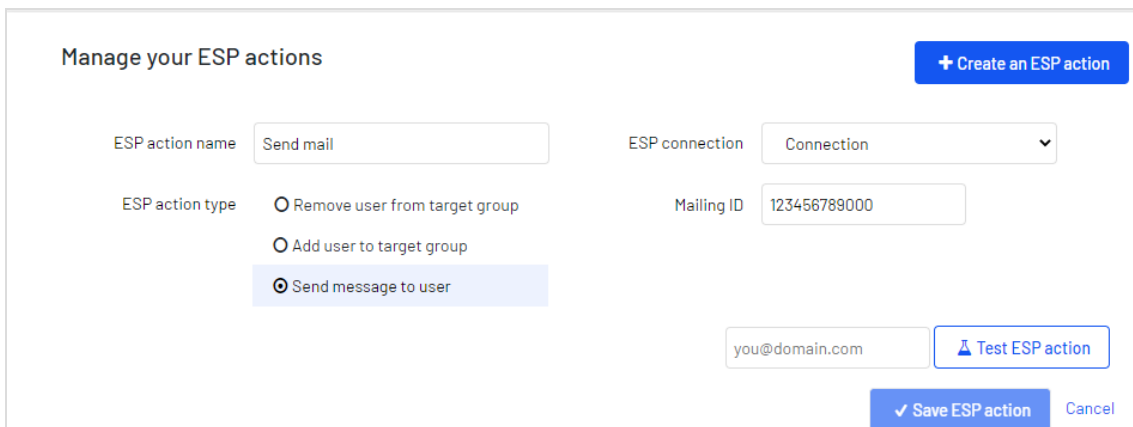 Manage your ESP actions
+ Create an ESP action
ESP action name
Send mail
ESP connection
Connection
ESP action type
Remove user from target group
Add user to target group
Send message to user
Mailing ID
123456789000
you@domain.com
Test ESP action
✓ Save ESP action
Cancel